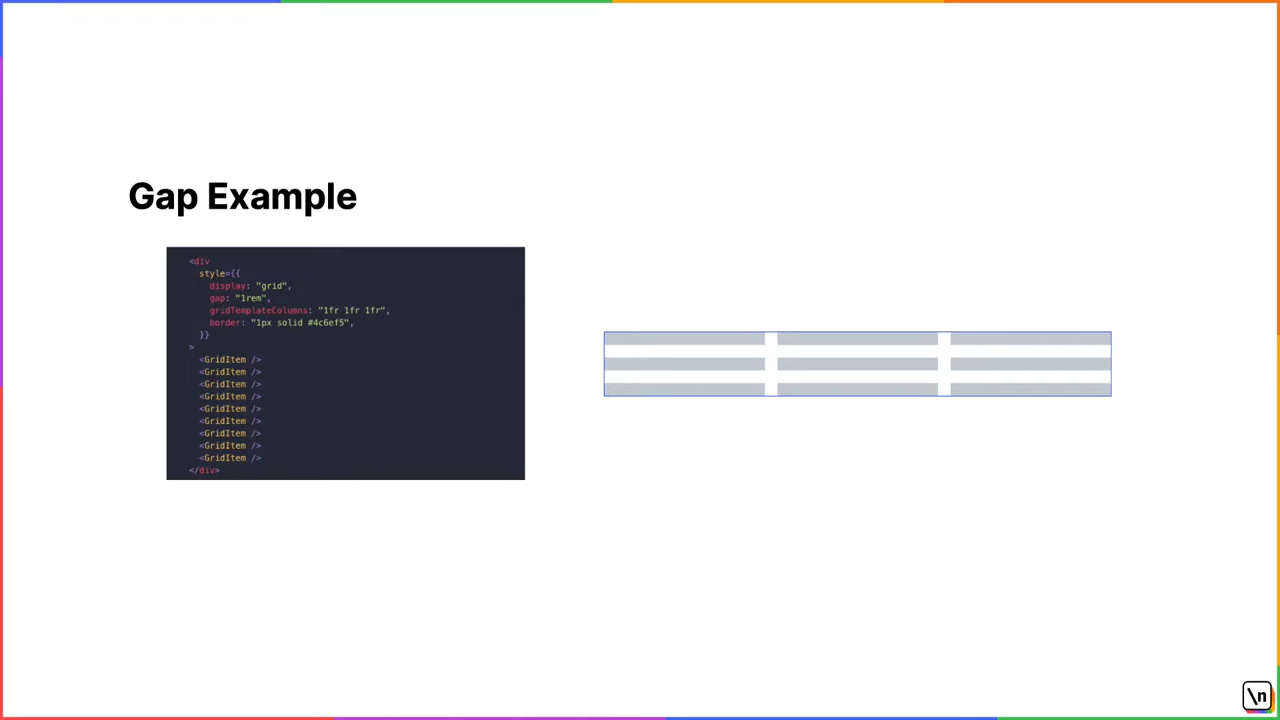 Gap Example
<div
style={{
display: "grid",
gap: "1rem",
gridTemplateColumns: "1fr 1fr 1fr",
border: "1px solid #4c6ef5",
}}
>
<GridItem />
<GridItem />
<GridItem />
<GridItem />
<GridItem />
<GridItem />
<GridItem />
<GridItem />
<GridItem />
</div>
\n